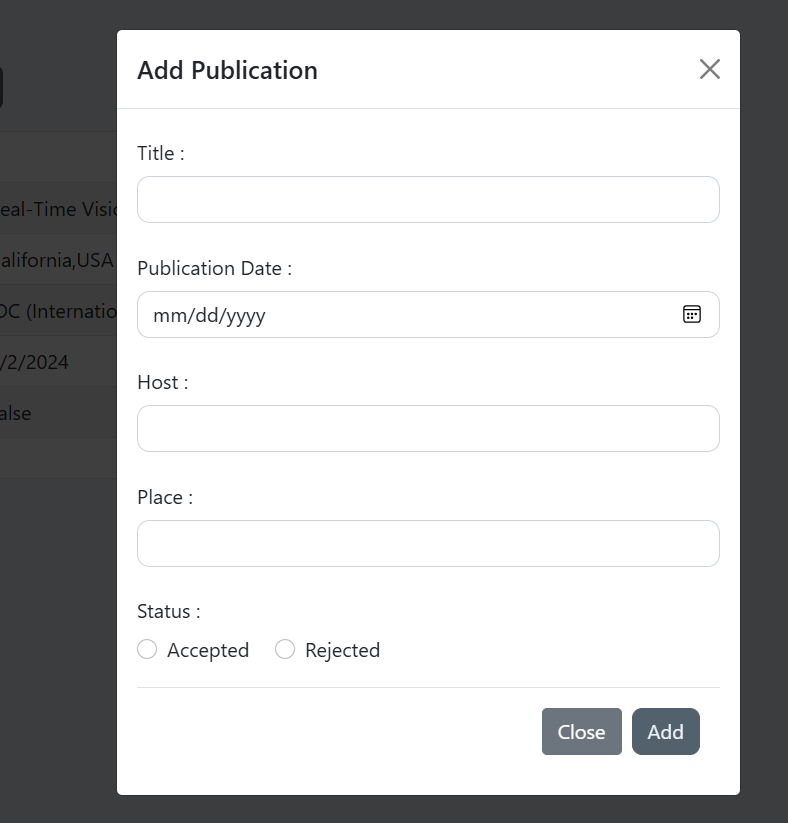 Add Publication
Title :
Publication Date :
mm/dd/yyyy
Host :
Place :
Status :
Accepted Rejected
Close Add
eal-Time Visio
alifornia,USA
OC (Internatio
/2/2024
alse